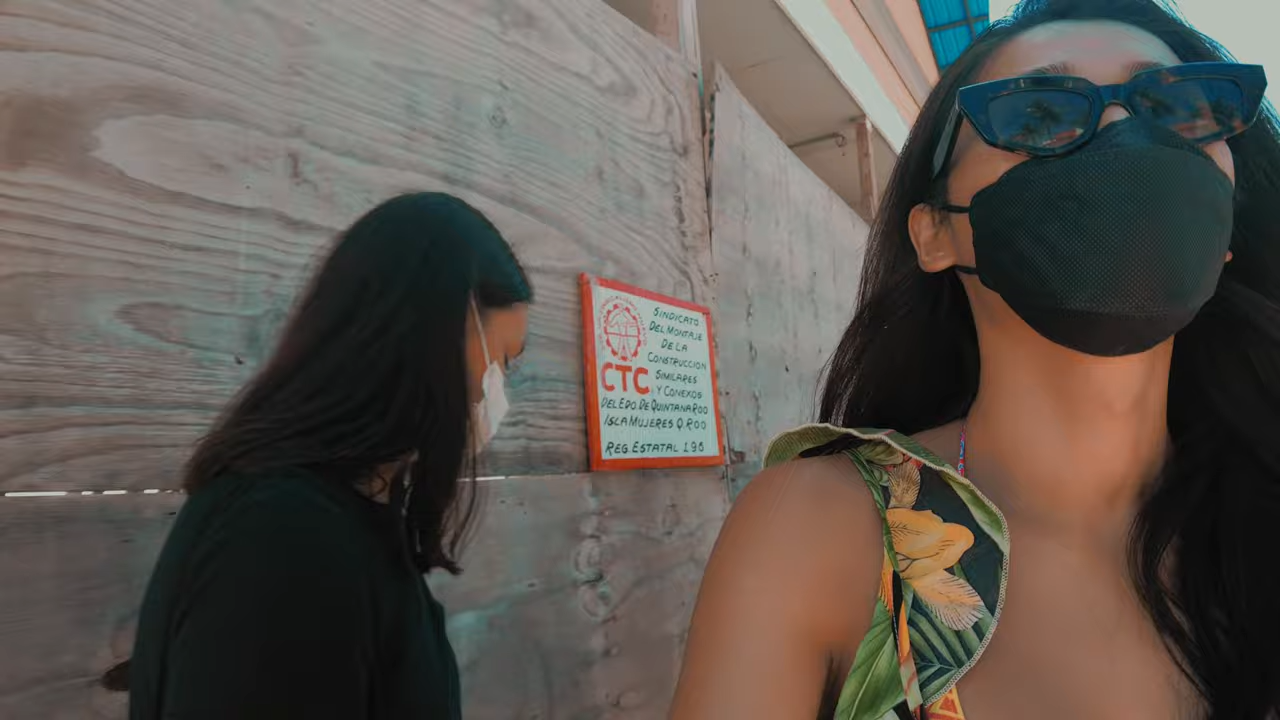 SINDICATO
DEL MONTAJE
DE LA
CONSTRUCCION
SIMILARES
CTC Y CONEXOS
DEL EDO. DE QUINTANA ROO
ISLA MUJERES Q.ROO
REG. ESTATAL 196